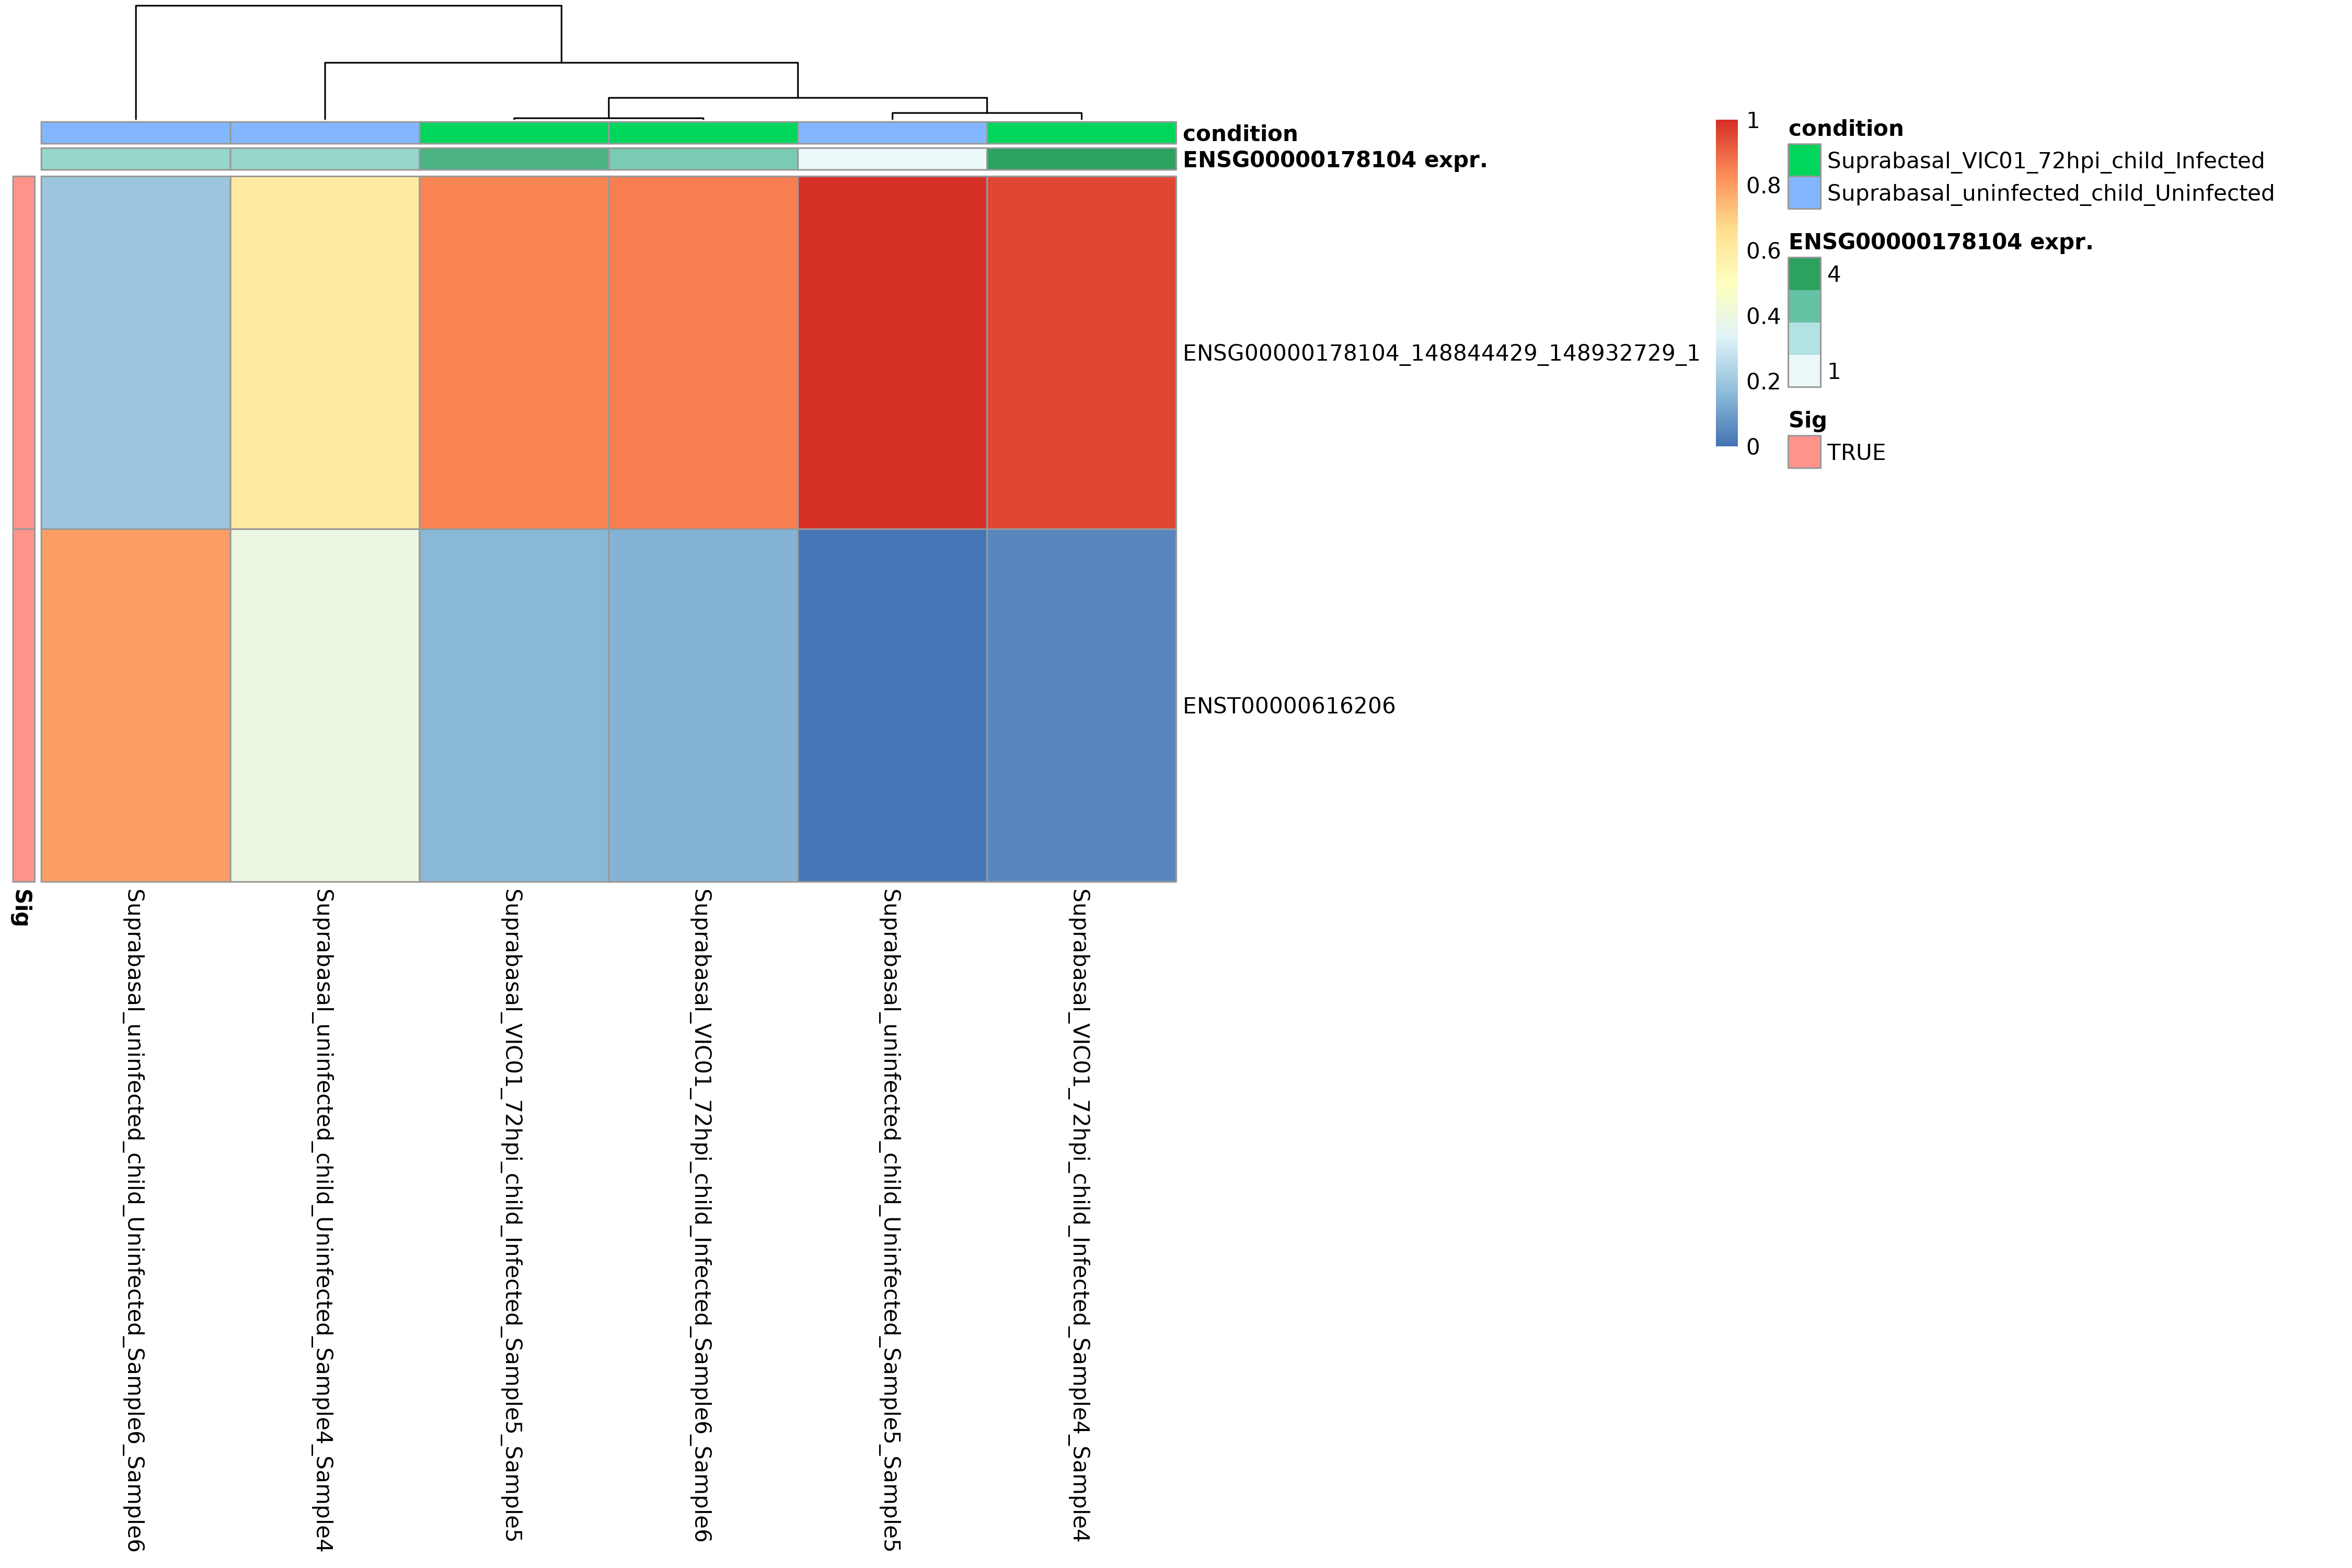 condition
ENSG00000178104 expr.
ENSG00000178104_148844429_148932729_1
ENST00000616206
Sig
Suprabasal_uninfected_child_Uninfected_Sample6_Sample6
Suprabasal_uninfected_child_Uninfected_Sample4_Sample4
Suprabasal_VIC01_72hpi_child_Infected_Sample5_Sample5
Suprabasal_VIC01_72hpi_child_Infected_Sample6_Sample6
Suprabasal_uninfected_child_Uninfected_Sample5_Sample5
Suprabasal_VIC01_72hpi_child_Infected_Sample4_Sample4
1
0.8
0.6
0.4
0.2
0
condition
Suprabasal_VIC01_72hpi_child_Infected
Suprabasal_uninfected_child_Uninfected
ENSG00000178104 expr.
4
1
Sig
TRUE